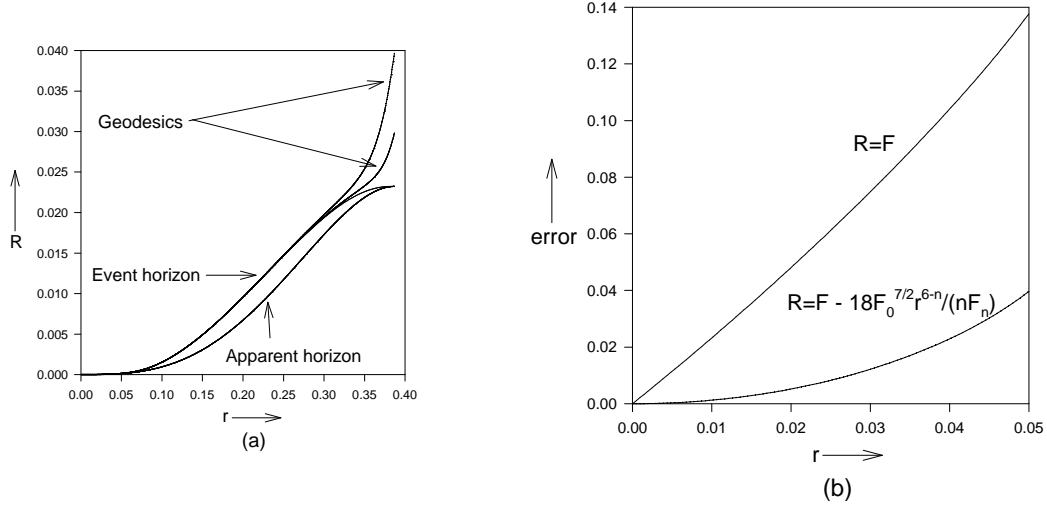 0.040
0.035
0.030
0.025
0.020
0.015
0.010
0.005
0.000
R
Geodesics
Event horizon
Apparent horizon
0.00 0.05 0.10 0.15 0.20 0.25 0.30 0.35 0.40
r
(a)
0.14
0.12
0.10
0.08
0.06
0.04
0.02
0.00
error
R=F
R=F - 18F₀^{7/2}r^{6-n}/(nFₙ)
0.00 0.01 0.02 0.03 0.04 0.05
r
(b)